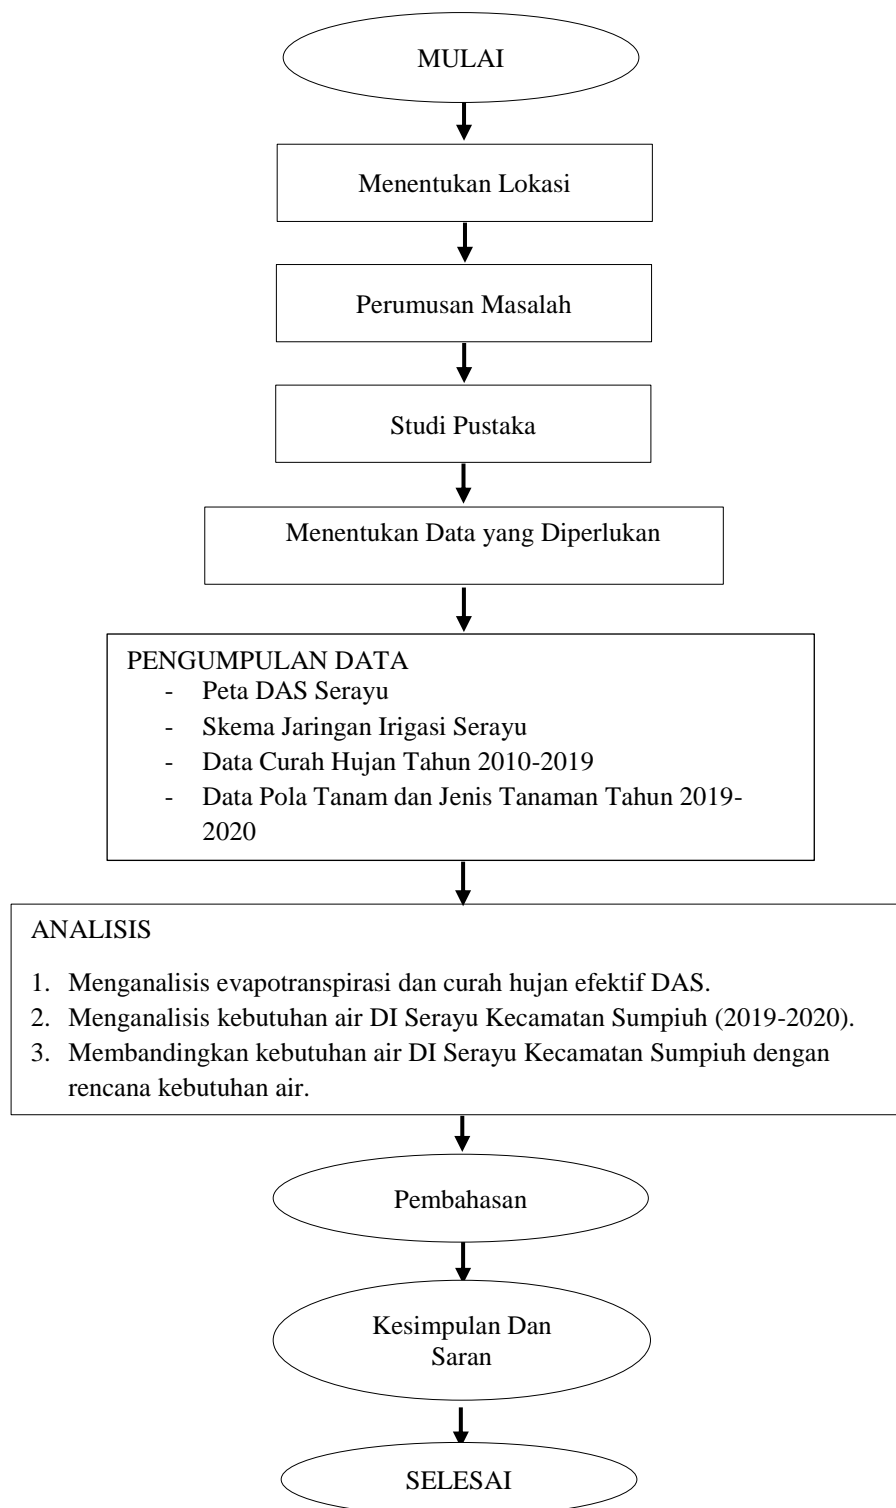 MULAI
Menentukan Lokasi
Perumusan Masalah
Studi Pustaka
Menentukan Data yang Diperlukan
PENGUMPULAN DATA
- Peta DAS Serayu
- Skema Jaringan Irigasi Serayu
- Data Curah Hujan Tahun 2010-2019
- Data Pola Tanam dan Jenis Tanaman Tahun 2019-
2020
ANALISIS
1. Menganalisis evapotranspirasi dan curah hujan efektif DAS.
2. Menganalisis kebutuhan air DI Serayu Kecamatan Sumpiuh (2019-2020).
3. Membandingkan kebutuhan air DI Serayu Kecamatan Sumpiuh dengan
rencana kebutuhan air.
Pembahasan
Kesimpulan Dan
Saran
SELESAI